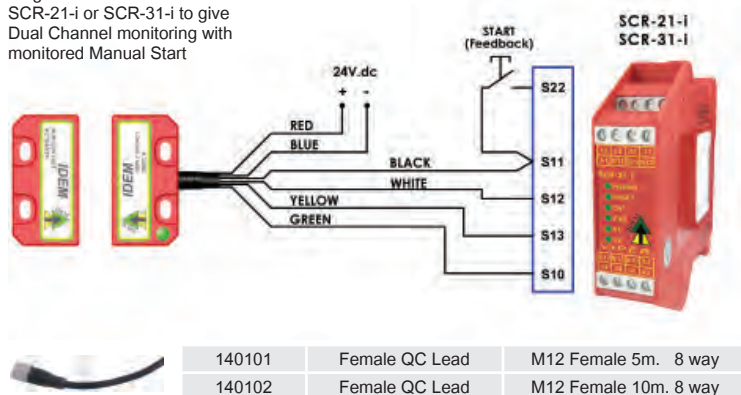 SCR-21-i or SCR-31-i to give
Dual Channel monitoring with
monitored Manual Start
START
(Feedback)
SCR-21-i
SCR-31-i
24V.dc
+ -
S22
RED
BLUE
BLACK
S11
WHITE
S12
YELLOW
S13
GREEN
S10
IDEM
IDEM
VIPER
140101 Female QC Lead M12 Female 5m. 8 way
140102 Female QC Lead M12 Female 10m. 8 way